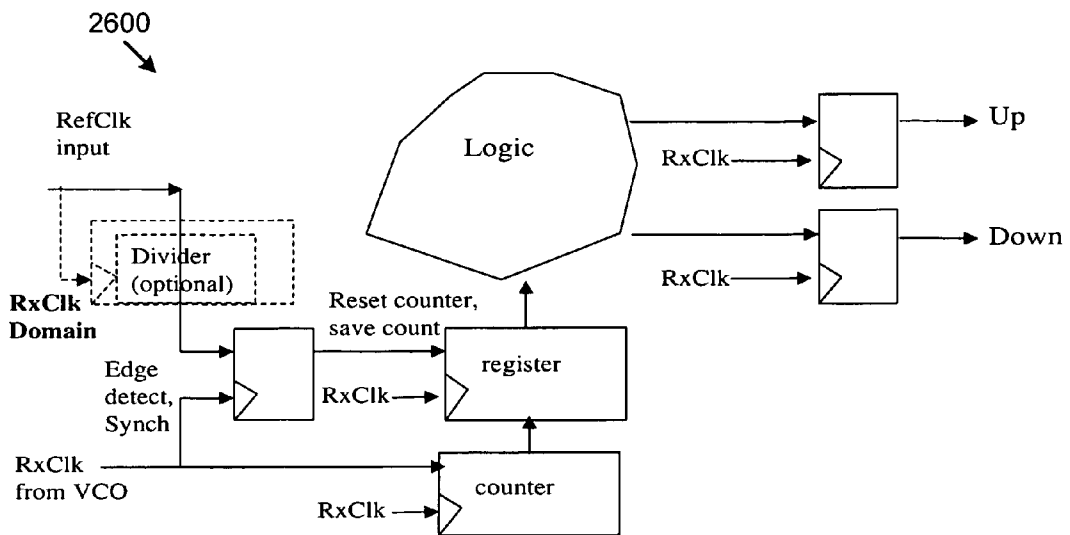 2600
RefClk
input
Divider
(optional)
RxClk
Domain
Edge
detect,
Synch
RxClk
from VCO
Reset counter,
save count
RxClk
register
RxClk
counter
Logic
RxClk
Up
RxClk
Down